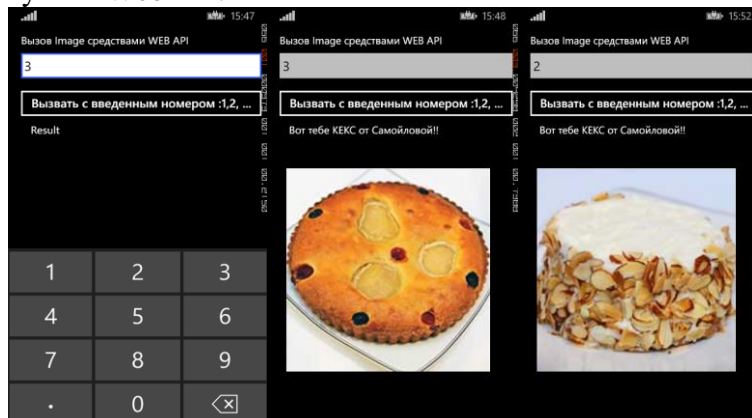 15:47
Вызов Image средствами WEB API
3
Вызвать с введенным номером :1,2, ...
Result
1 2 3
4 5 6
7 8 9
. 0
15:48
Вызов Image средствами WEB API
3
Вызвать с введенным номером :1,2, ...
Вот тебе КЕКС от Самойловой!!
15:52
Вызов Image средствами WEB API
2
Вызвать с введенным номером :1,2, ...
Вот тебе КЕКС от Самойловой!!